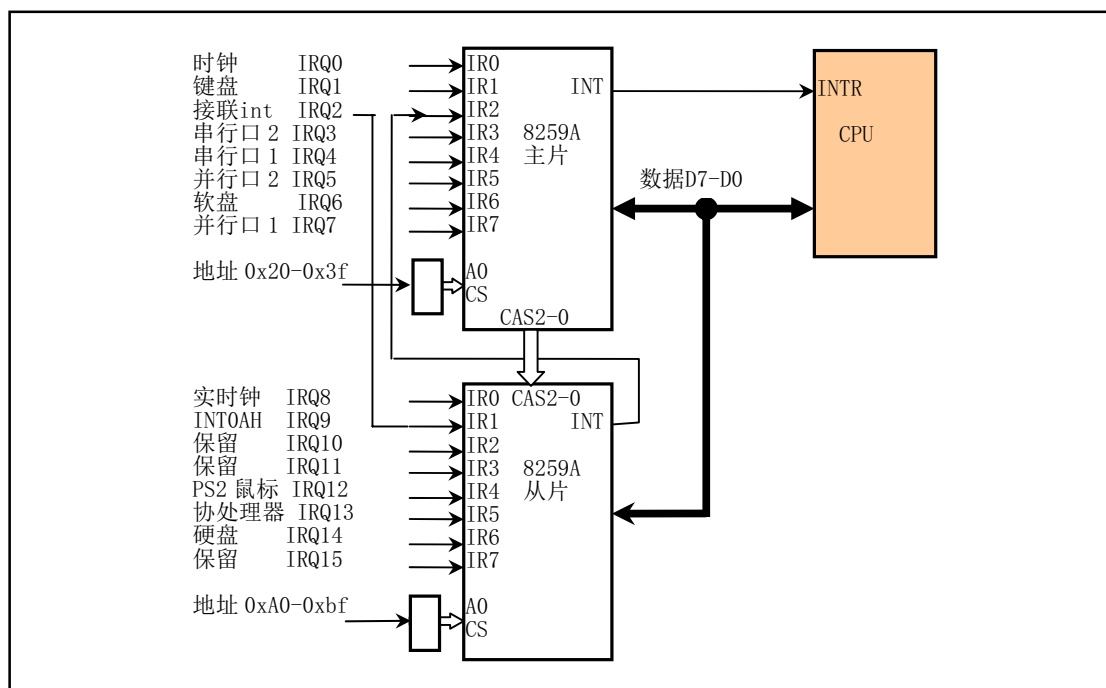 时钟 IRQ0
键盘 IRQ1
接联int IRQ2
串行口 2 IRQ3
串行口 1 IRQ4
并行口 2 IRQ5
软盘 IRQ6
并行口 1 IRQ7
地址 0x20-0x3f
IR0
IR1
IR2
IR3
IR4
IR5
IR6
IR7
A0
CS
INT
8259A
主片
CAS2-0
INTR
CPU
数据D7-D0
实时钟 IRQ8
INT0AH IRQ9
保留 IRQ10
保留 IRQ11
PS2 鼠标 IRQ12
协处理器 IRQ13
硬盘 IRQ14
保留 IRQ15
地址 0xA0-0xbf
IR0 CAS2-0
IR1
IR2
IR3
IR4
IR5
IR6
IR7
A0
CS
INT
8259A
从片